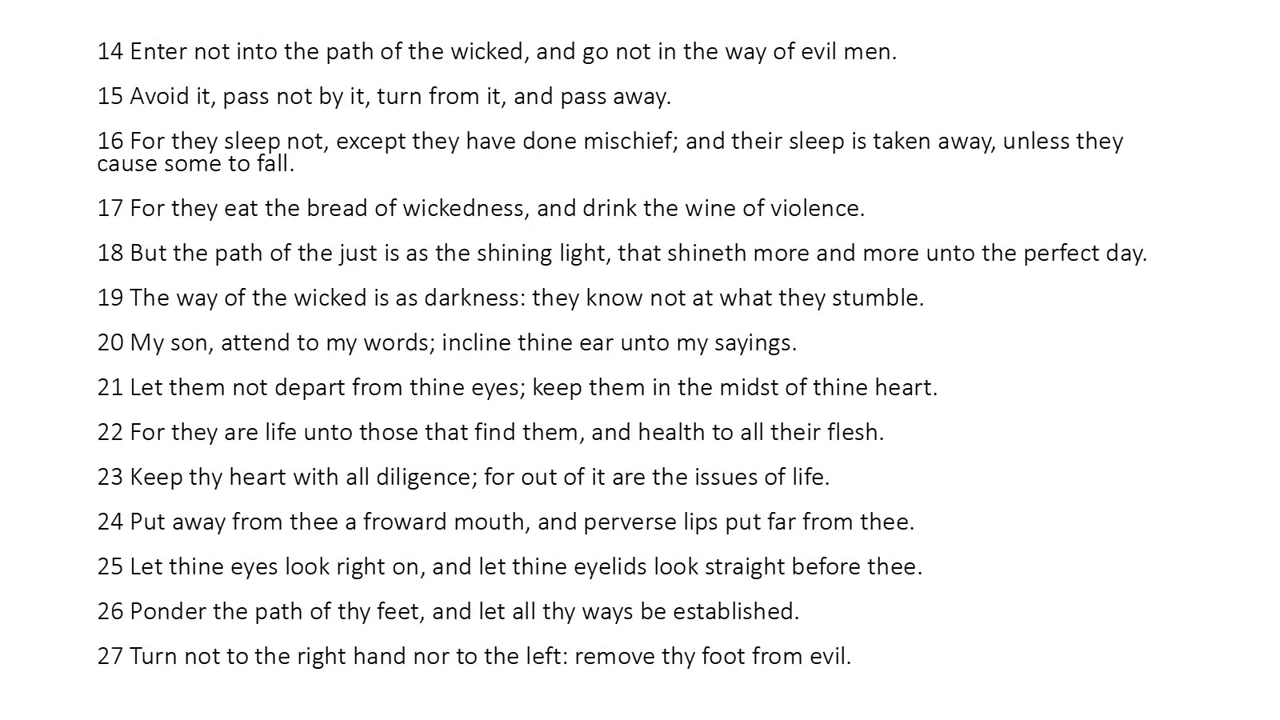 14 Enter not into the path of the wicked, and go not in the way of evil men.
15 Avoid it, pass not by it, turn from it, and pass away.
16 For they sleep not, except they have done mischief; and their sleep is taken away, unless they
cause some to fall.
17 For they eat the bread of wickedness, and drink the wine of violence.
18 But the path of the just is as the shining light, that shineth more and more unto the perfect day.
19 The way of the wicked is as darkness: they know not at what they stumble.
20 My son, attend to my words; incline thine ear unto my sayings.
21 Let them not depart from thine eyes; keep them in the midst of thine heart.
22 For they are life unto those that find them, and health to all their flesh.
23 Keep thy heart with all diligence; for out of it are the issues of life.
24 Put away from thee a froward mouth, and perverse lips put far from thee.
25 Let thine eyes look right on, and let thine eyelids look straight before thee.
26 Ponder the path of thy feet, and let all thy ways be established.
27 Turn not to the right hand nor to the left: remove thy foot from evil.